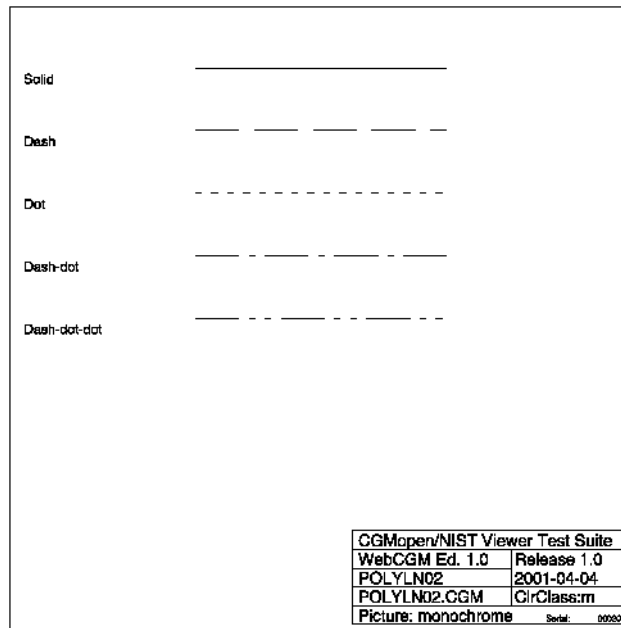 Solid
Dash
Dot
Dash-dot
Dash-dot-dot
CGMopen/NIST Viewer Test Suite
WebCGM Ed. 1.0 Release 1.0
POLYLN02 2001-04-04
POLYLN02.CGM ClrClass:m
Picture: monochrome Serial: